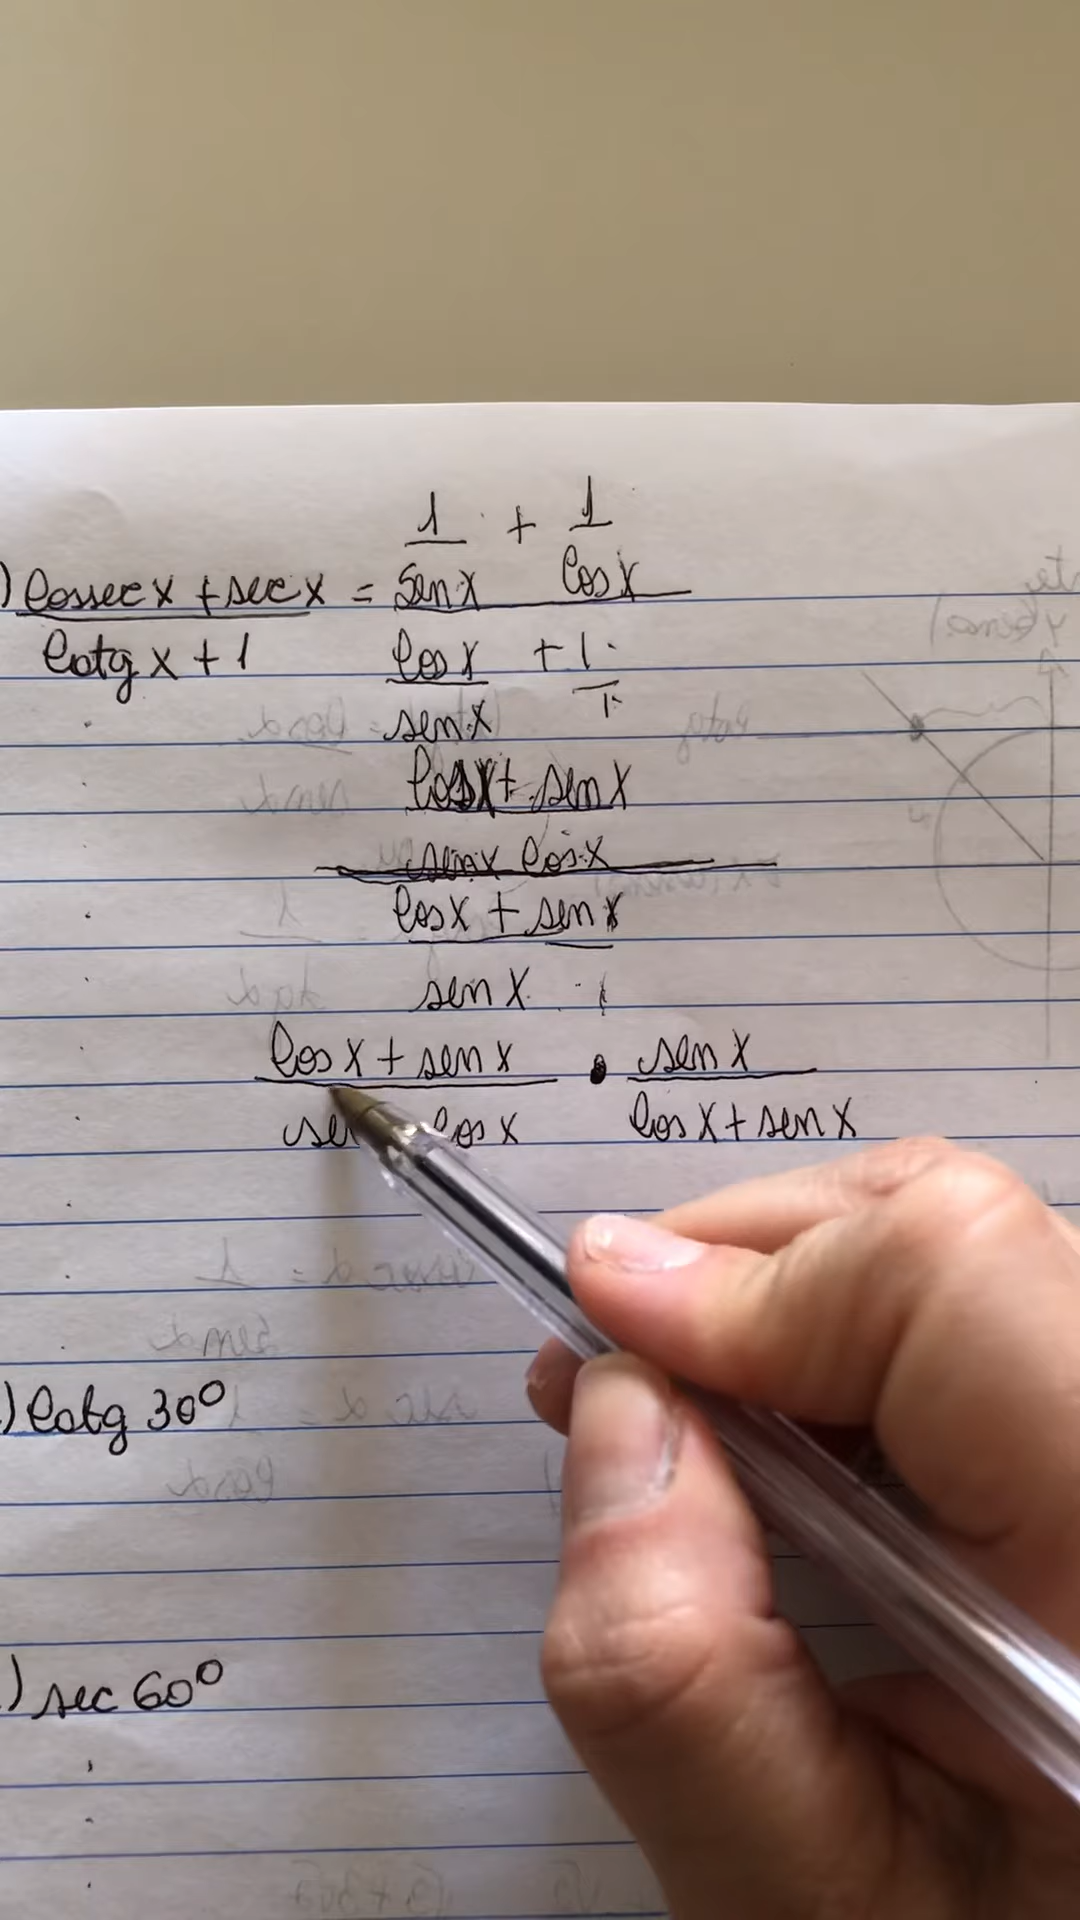 1 + 1
) cossec x + sec x = sen x cos x
cotg x + 1 cos x + 1
sen x 1
cos x + sen x
sen x cos x
cos x + sen x
sen x
cos x + sen x • sen x
sen cos x cos x + sen x
) cotg 30°
) sec 60°